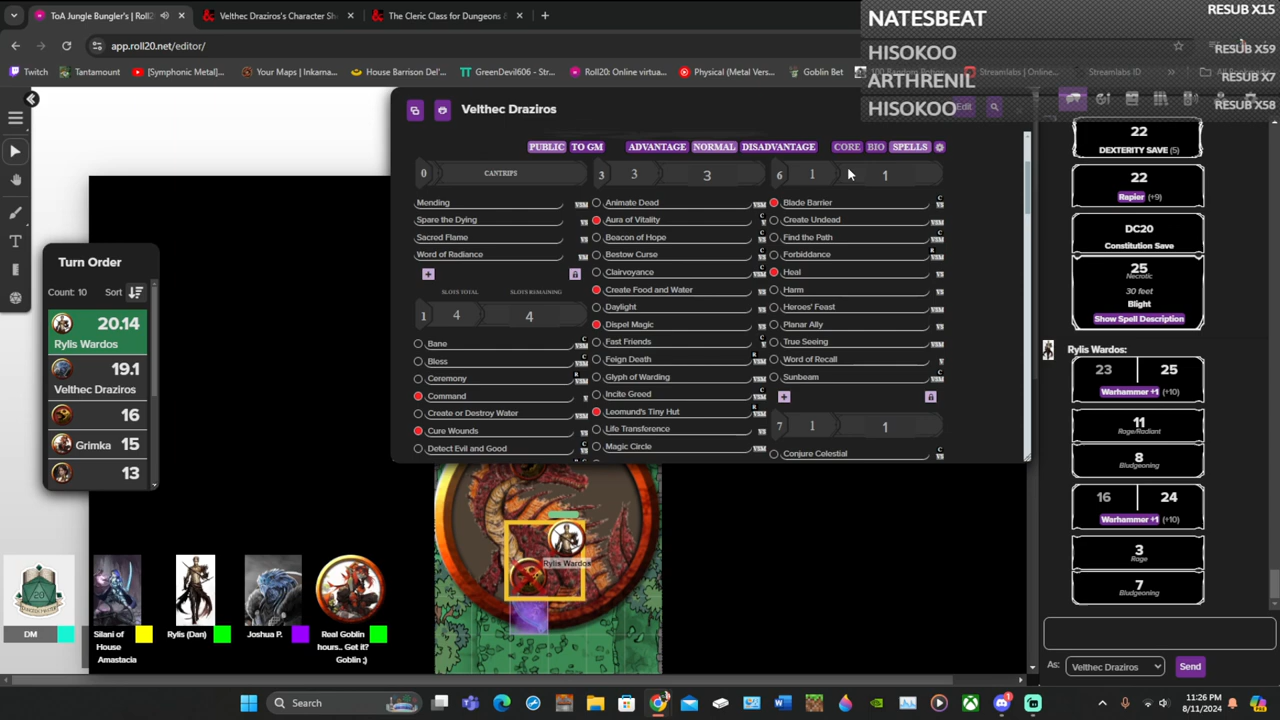 ToA Jungle Bungler's | Roll2
Velthec Draziros's Character Sh
The Cleric Class for Dungeons &
NATESBEAT
RESUB X15
HISOKOO
RESUB X59
ARTHRENIL
RESUB X7
HISOKOO
RESUB X58
app.roll20.net/editor/
Twitch
Tantamount
[Symphonic Metal]...
Your Maps | Inkarna...
House Barrison Del'...
GreenDevil606 - Str...
Roll20: Online virtua...
Physical (Metal Vers...
Goblin Bet
Streamlabs | Online...
Streamlabs ID
Velthec Draziros
Edit
PUBLIC
TO GM
ADVANTAGE
NORMAL
DISADVANTAGE
CORE
BIO
SPELLS
0
CANTRIPS
Mending
Spare the Dying
Sacred Flame
Word of Radiance
SLOTS TOTAL
SLOTS REMAINING
1
4
4
Bane
Bless
Ceremony
Command
Create or Destroy Water
Cure Wounds
Detect Evil and Good
3
3
3
Animate Dead
Aura of Vitality
Beacon of Hope
Bestow Curse
Clairvoyance
Create Food and Water
Daylight
Dispel Magic
Fast Friends
Feign Death
Glyph of Warding
Incite Greed
Leomund's Tiny Hut
Life Transference
Magic Circle
6
1
1
Blade Barrier
Create Undead
Find the Path
Forbiddance
Heal
Harm
Heroes' Feast
Planar Ally
True Seeing
Word of Recall
Sunbeam
7
1
1
Conjure Celestial
Turn Order
Count: 10
Sort
20.14
Rylis Wardos
19.1
Velthec Draziros
16
Grimka
15
13
Rylis Wardos
DM
Silani of
House
Amastacia
Rylis (Dan)
Joshua P.
Real Goblin
hours.. Get it?
Goblin ;)
22
DEXTERITY SAVE (5)
22
Rapier (+9)
DC20
Constitution Save
25
Necrotic
30 feet
Blight
Show Spell Description
Rylis Wardos:
23
25
Warhammer +1 (+10)
11
Rage/Radiant
8
Bludgeoning
16
24
Warhammer +1 (+10)
3
Rage
7
Bludgeoning
As:
Velthec Draziros
Send
Search
11:26 PM
8/11/2024